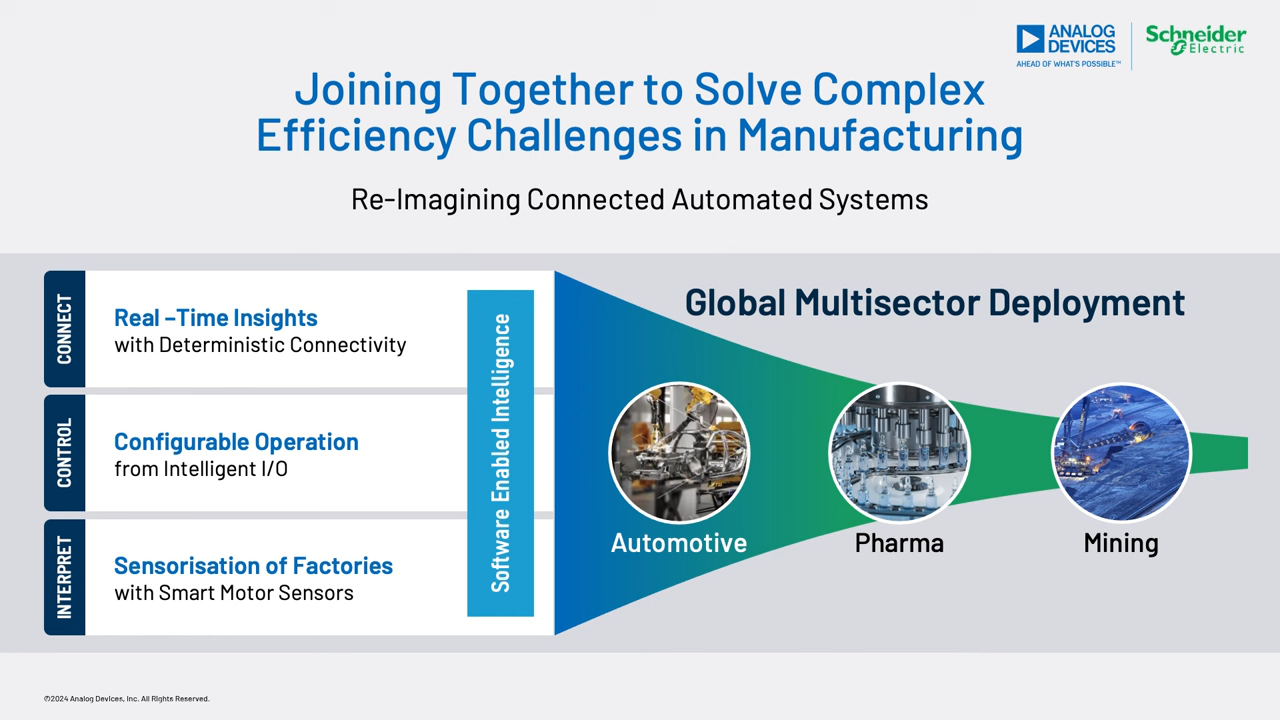 ANALOG
DEVICES
AHEAD OF WHAT'S POSSIBLE™
Schneider
Electric
Joining Together to Solve Complex
Efficiency Challenges in Manufacturing
Re-Imagining Connected Automated Systems
CONNECT
Real –Time Insights
with Deterministic Connectivity
CONTROL
Configurable Operation
from Intelligent I/O
INTERPRET
Sensorisation of Factories
with Smart Motor Sensors
Software Enabled Intelligence
Global Multisector Deployment
Automotive
Pharma
Mining
©2024 Analog Devices, Inc. All Rights Reserved.